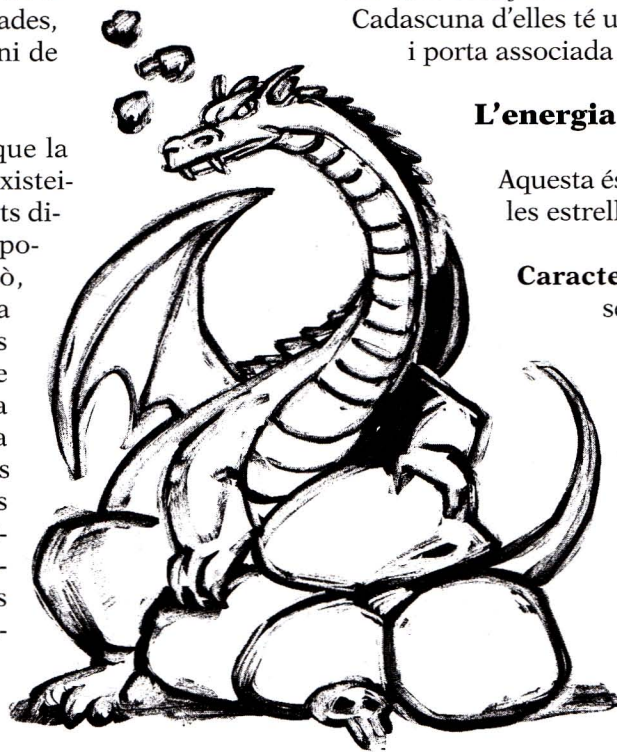 ades,
ni de
que la
xistei-
ts di-
po-
ò,
a
s
e
a
a
s
s
-
-
s
-
Cadascuna d’elles té u
i porta associada
L’energia
Aquesta és
les estrell
Caracte
se